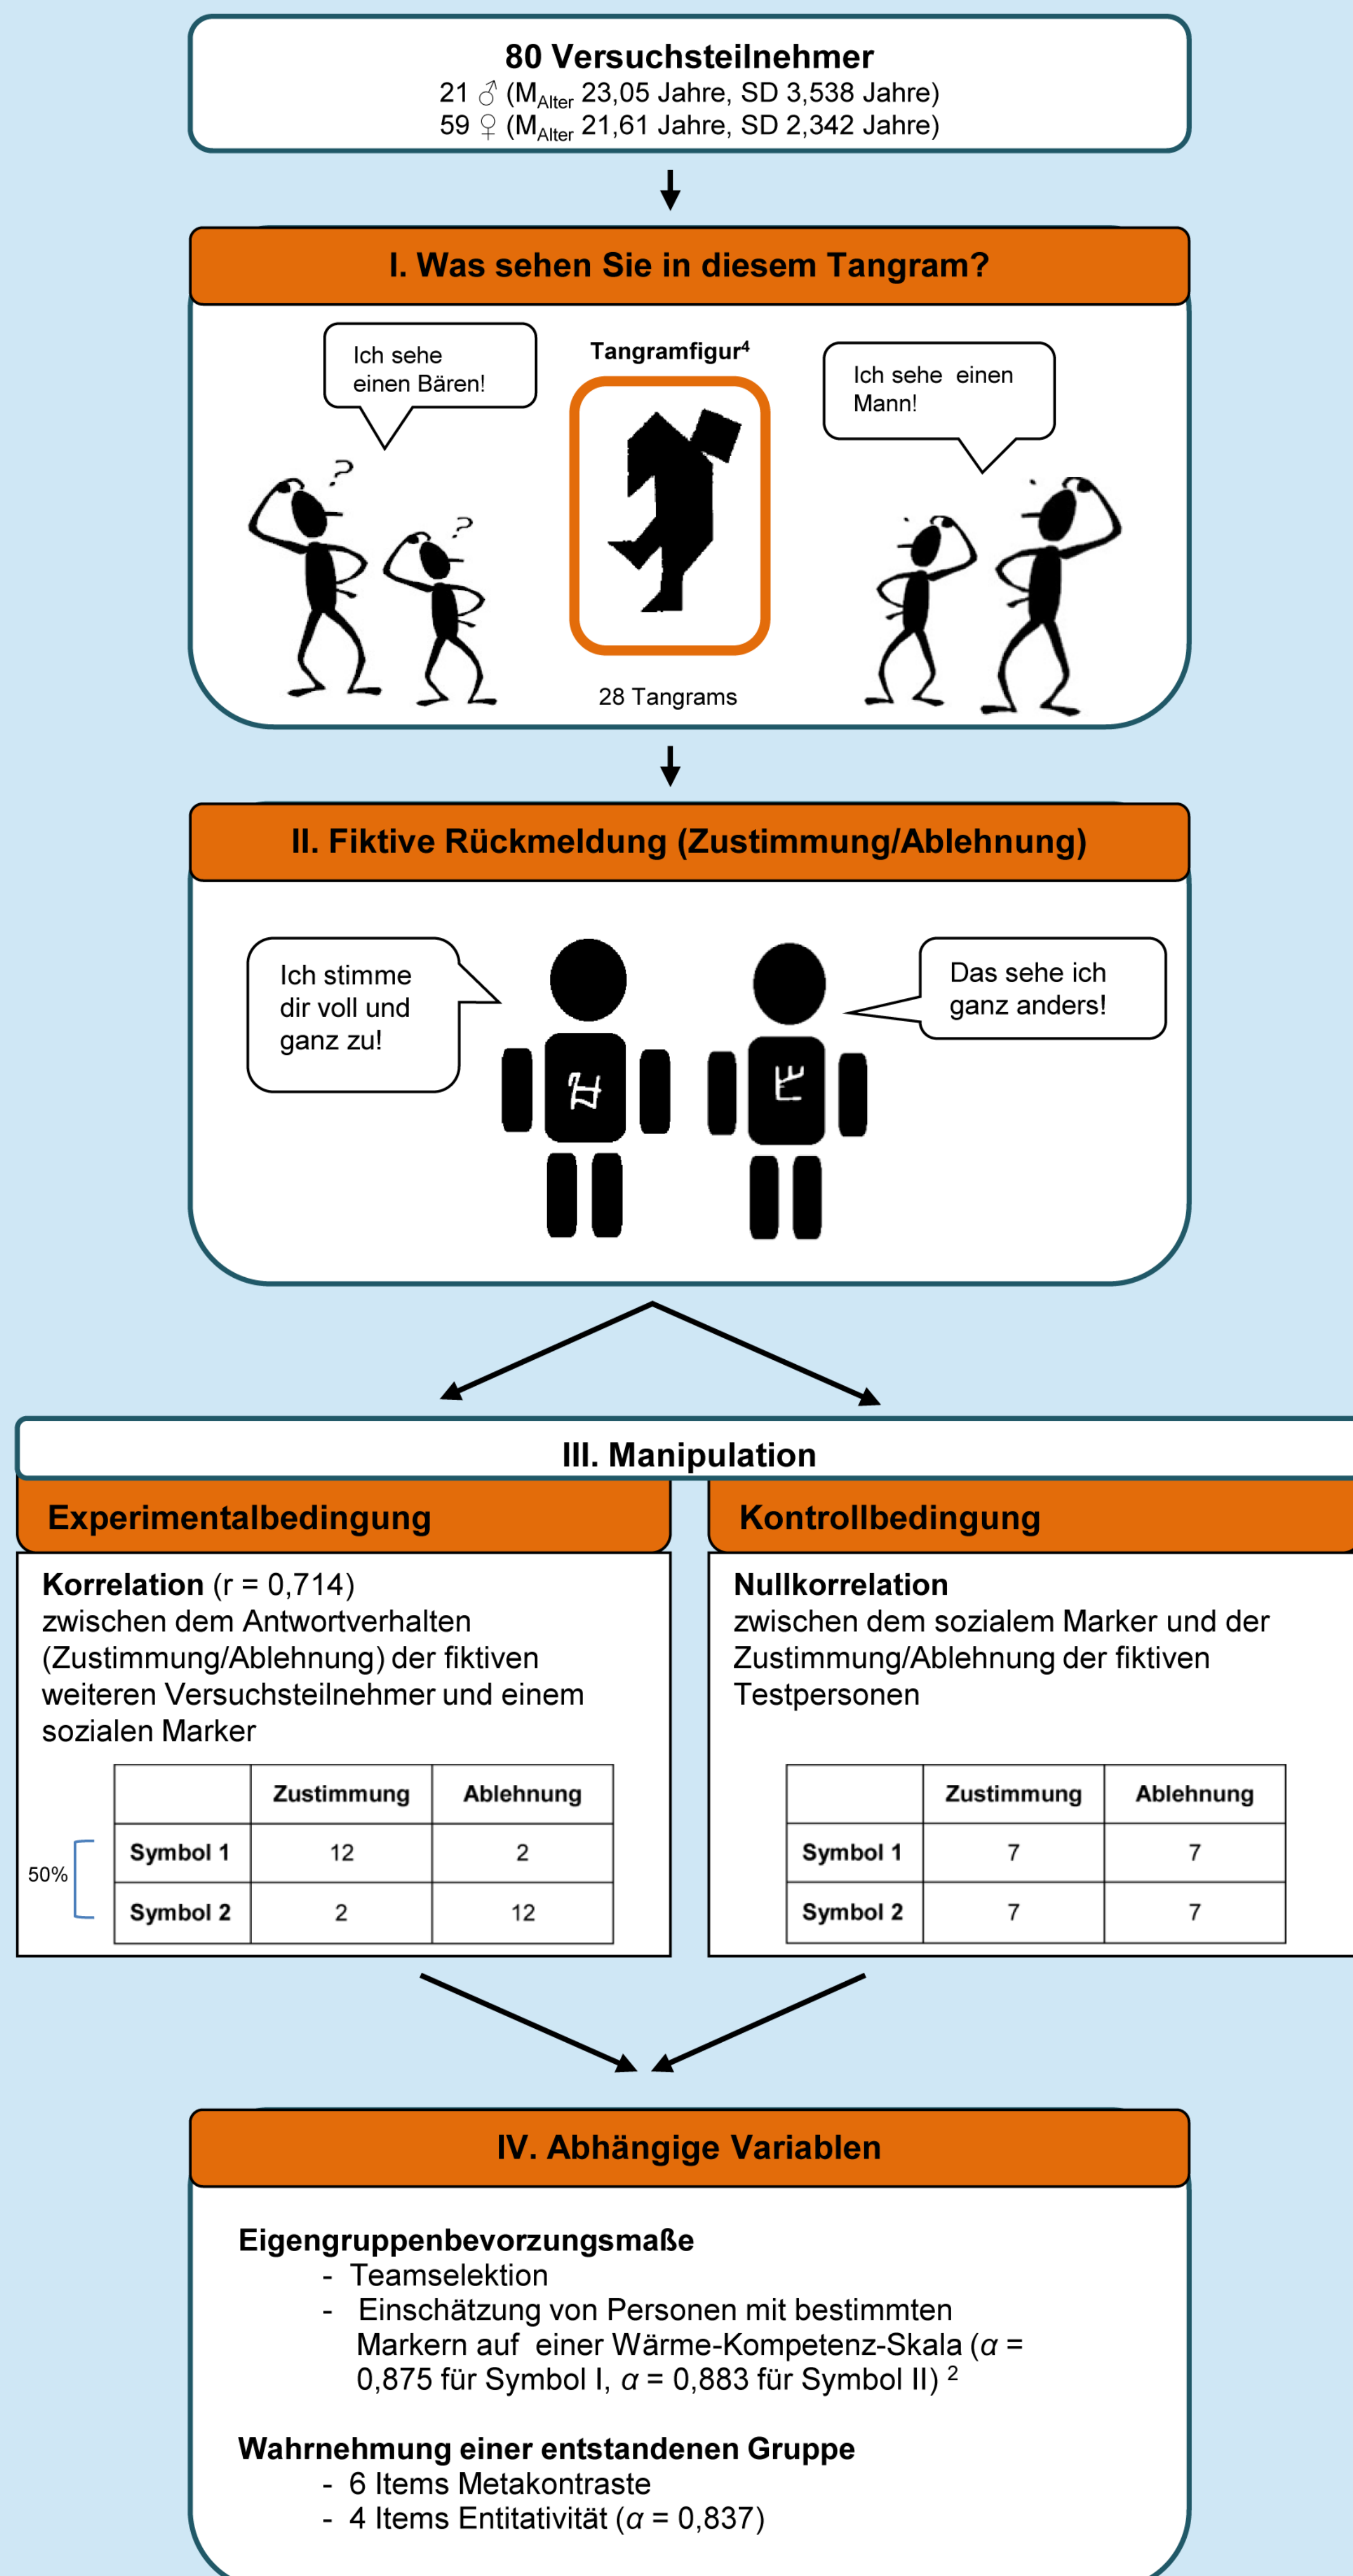 80 Versuchsteilnehmer
21 ♂ (MAlter 23,05 Jahre, SD 3,538 Jahre)
59 ♀ (MAlter 21,61 Jahre, SD 2,342 Jahre)
I. Was sehen Sie in diesem Tangram?
Ich sehe
einen Bären!
Tangramfigur⁴
Ich sehe einen
Mann!
?
?
28 Tangrams
II. Fiktive Rückmeldung (Zustimmung/Ablehnung)
Ich stimme
dir voll und
ganz zu!
Das sehe ich
ganz anders!
III. Manipulation
Experimentalbedingung
Korrelation (r = 0,714)
zwischen dem Antwortverhalten
(Zustimmung/Ablehnung) der fiktiven
weiteren Versuchsteilnehmer und einem
sozialen Marker
Zustimmung Ablehnung
Symbol 1 12 2
50%
Symbol 2 2 12
Kontrollbedingung
Nullkorrelation
zwischen dem sozialem Marker und der
Zustimmung/Ablehnung der fiktiven
Testpersonen
Zustimmung Ablehnung
Symbol 1 7 7
Symbol 2 7 7
IV. Abhängige Variablen
Eigengruppenbevorzungsmaße
- Teamselektion
- Einschätzung von Personen mit bestimmten
Markern auf einer Wärme-Kompetenz-Skala (α =
0,875 für Symbol I, α = 0,883 für Symbol II) ²
Wahrnehmung einer entstandenen Gruppe
- 6 Items Metakontraste
- 4 Items Entitativität (α = 0,837)